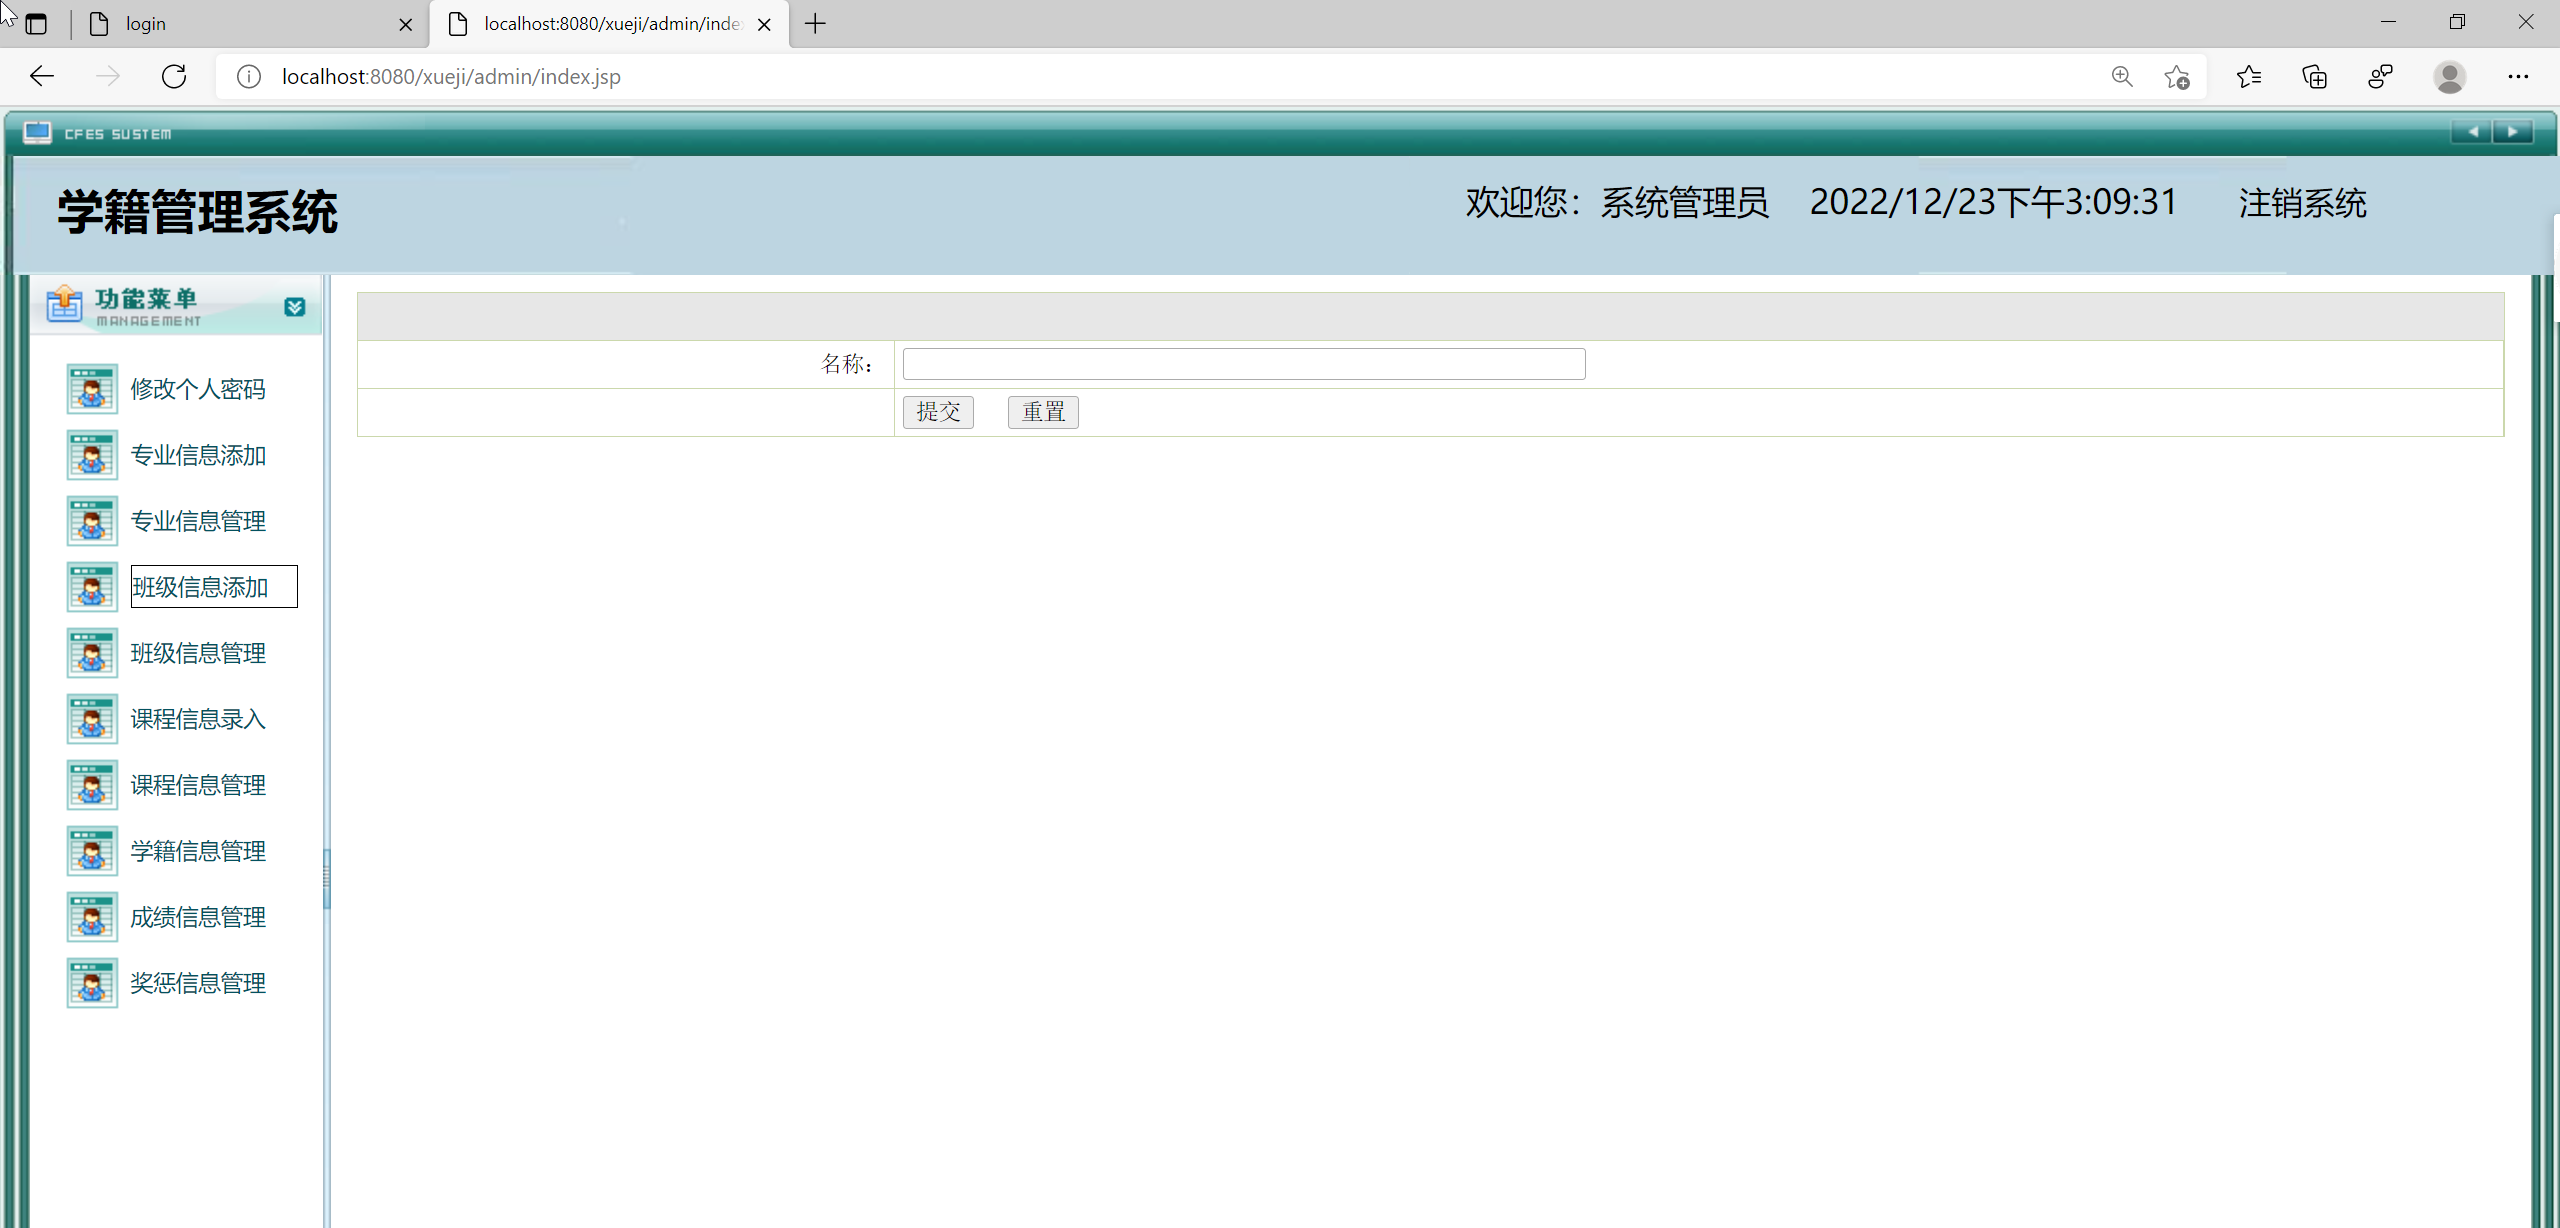 login
localhost:8080/xueji/admin/inde
localhost:8080/xueji/admin/index.jsp
CFES SUSTEM
学籍管理系统
欢迎您：系统管理员 2022/12/23下午3:09:31 注销系统
功能菜单
MANAGEMENT
名称：
提交 重置
修改个人密码
专业信息添加
专业信息管理
班级信息添加
班级信息管理
课程信息录入
课程信息管理
学籍信息管理
成绩信息管理
奖惩信息管理